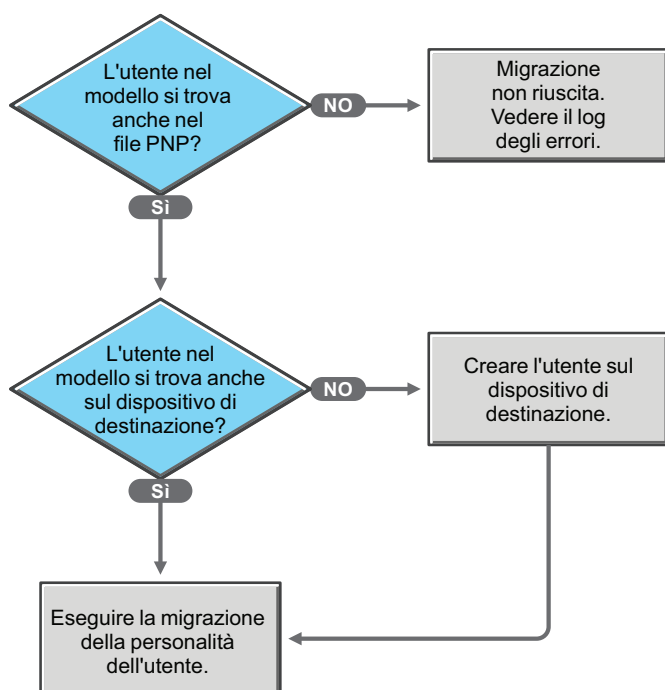 L'utente nel
modello si trova
anche nel
file PNP?
NO
Migrazione
non riuscita.
Vedere il log
degli errori.
Sì
L'utente nel
modello si trova anche
sul dispositivo di
destinazione?
NO
Creare l'utente sul
dispositivo di
destinazione.
Sì
Eseguire la migrazione
della personalità
dell'utente.